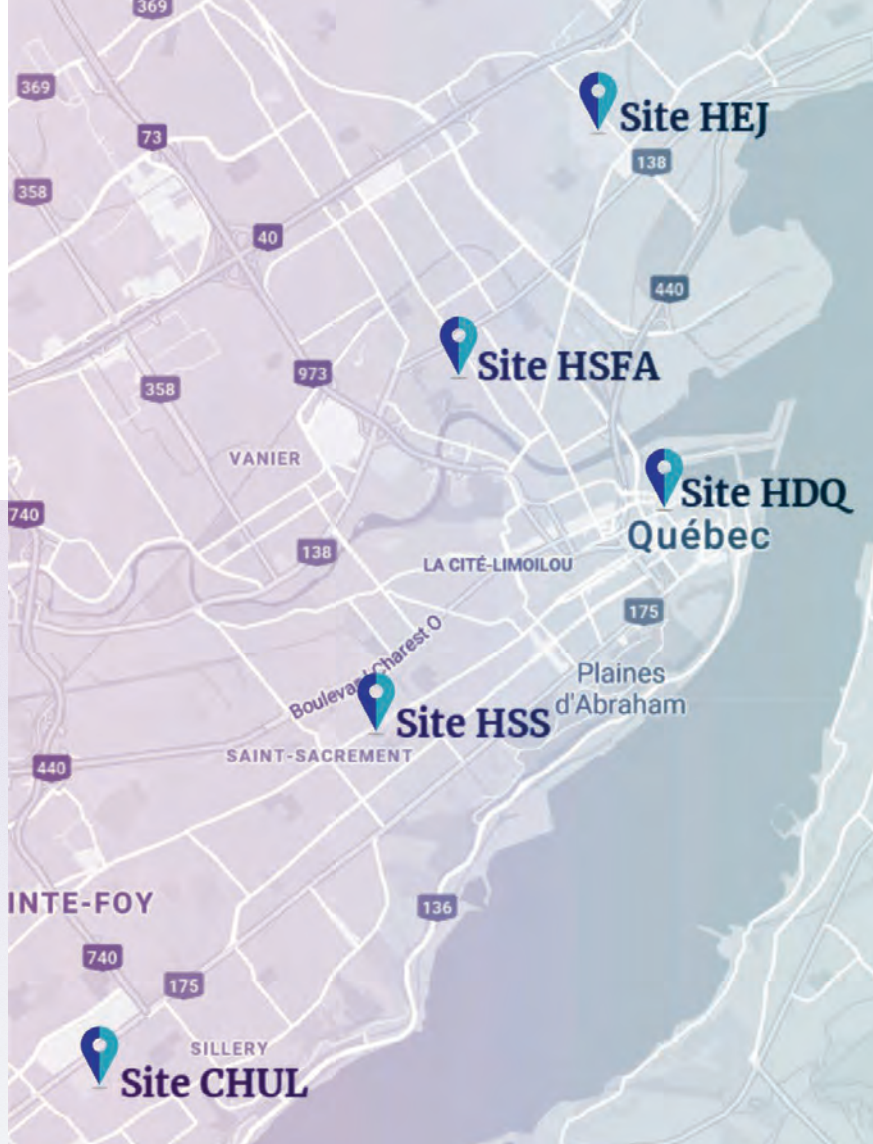 369
369
Site HEJ
73
138
358
40
440
Site HSFA
973
358
VANIER
Site HDQ
740
Québec
138
LA CITÉ-LIMOILOU
175
Boulevard Charest O
Plaines
d'Abraham
Site HSS
SAINT-SACREMENT
440
INTE-FOY
136
740
175
SILLERY
Site CHUL